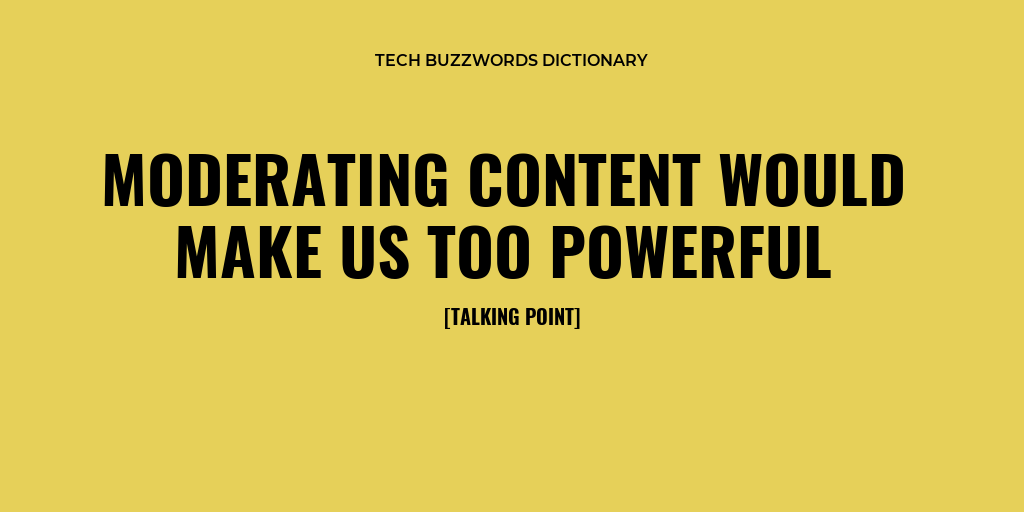 TECH BUZZWORDS DICTIONARY
MODERATING CONTENT WOULD
MAKE US TOO POWERFUL
[TALKING POINT]